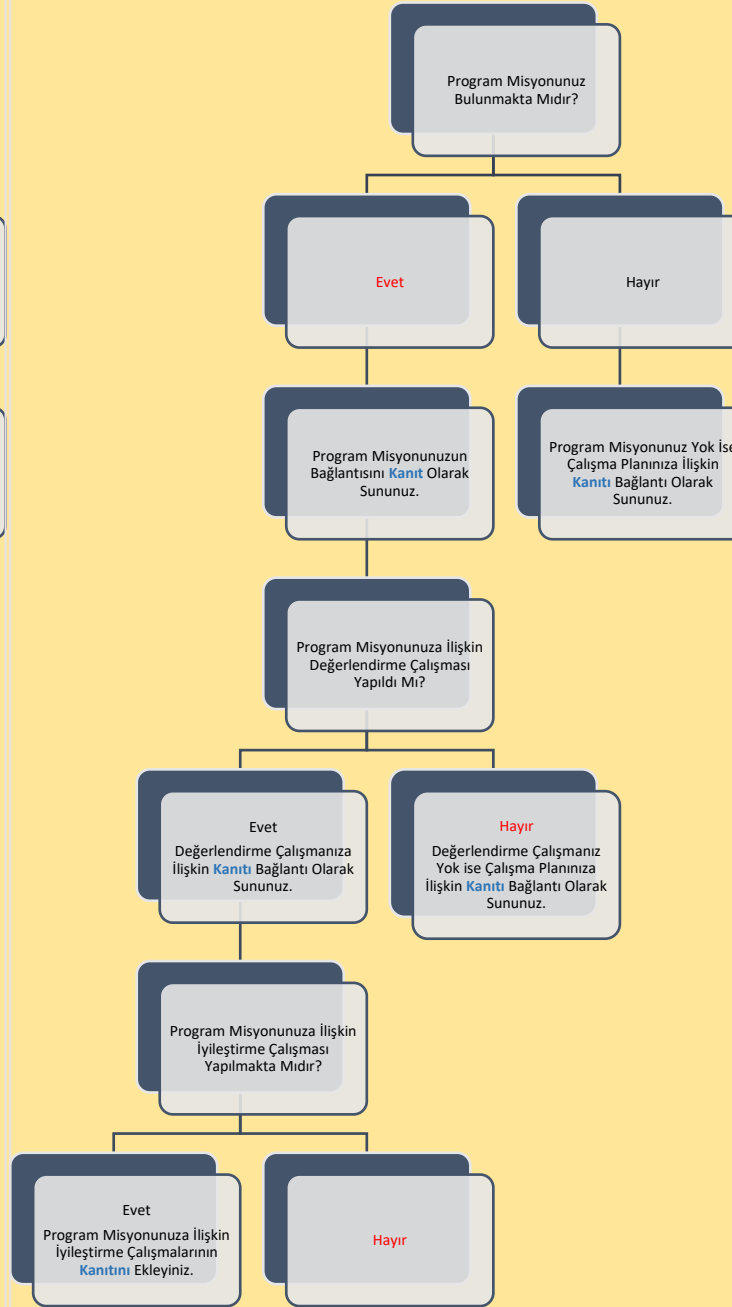 Program Misyonunuz
Bulunmakta Mıdır?
Evet
Hayır
Program Misyonunuzun
Bağlantısını Kanıt Olarak
Sununuz.
Program Misyonunuz Yok İse
Çalışma Planınıza İlişkin
Kanıtı Bağlantı Olarak
Sununuz.
Program Misyonunuza İlişkin
Değerlendirme Çalışması
Yapıldı Mı?
Evet
Değerlendirme Çalışmanıza
İlişkin Kanıtı Bağlantı Olarak
Sununuz.
Hayır
Değerlendirme Çalışmanız
Yok ise Çalışma Planınıza
İlişkin Kanıtı Bağlantı Olarak
Sununuz.
Program Misyonunuza İlişkin
İyileştirme Çalışması
Yapılmakta Mıdır?
Evet
Program Misyonunuza İlişkin
İyileştirme Çalışmalarının
Kanıtını Ekleyiniz.
Hayır